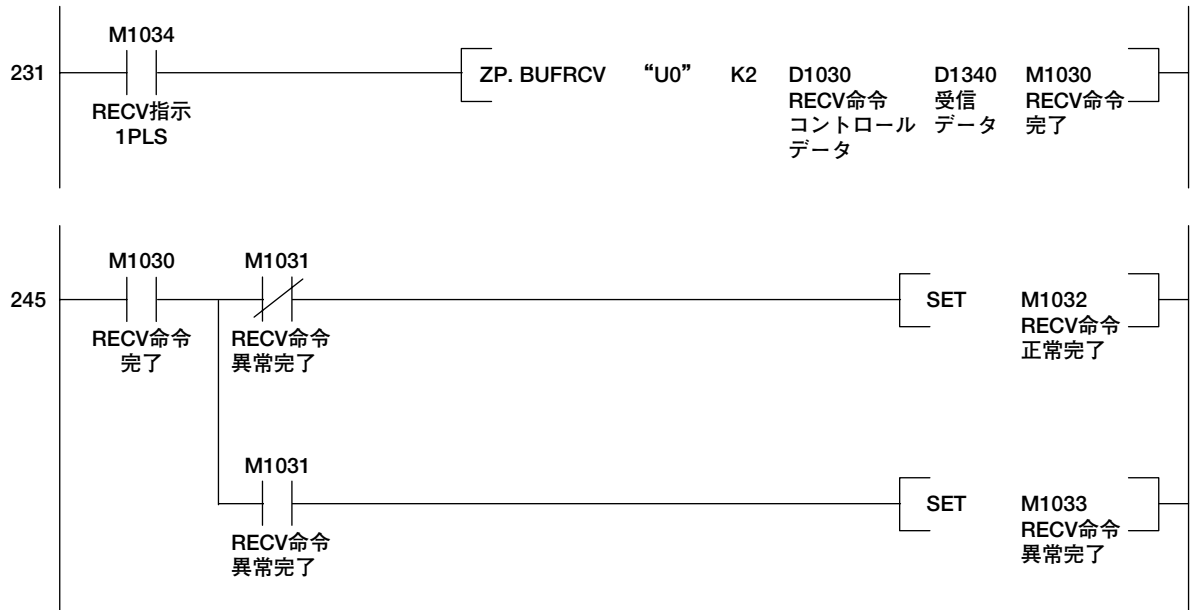 M1034
231
ZP. BUFRCV “U0” K2 D1030 D1340 M1030
RECV指示
1PLS
RECV命令
コントロール
データ
受信
データ
RECV命令
完了
M1030 M1031
245
SET M1032
RECV命令
完了
RECV命令
異常完了
RECV命令
正常完了
M1031
SET M1033
RECV命令
異常完了
RECV命令
異常完了